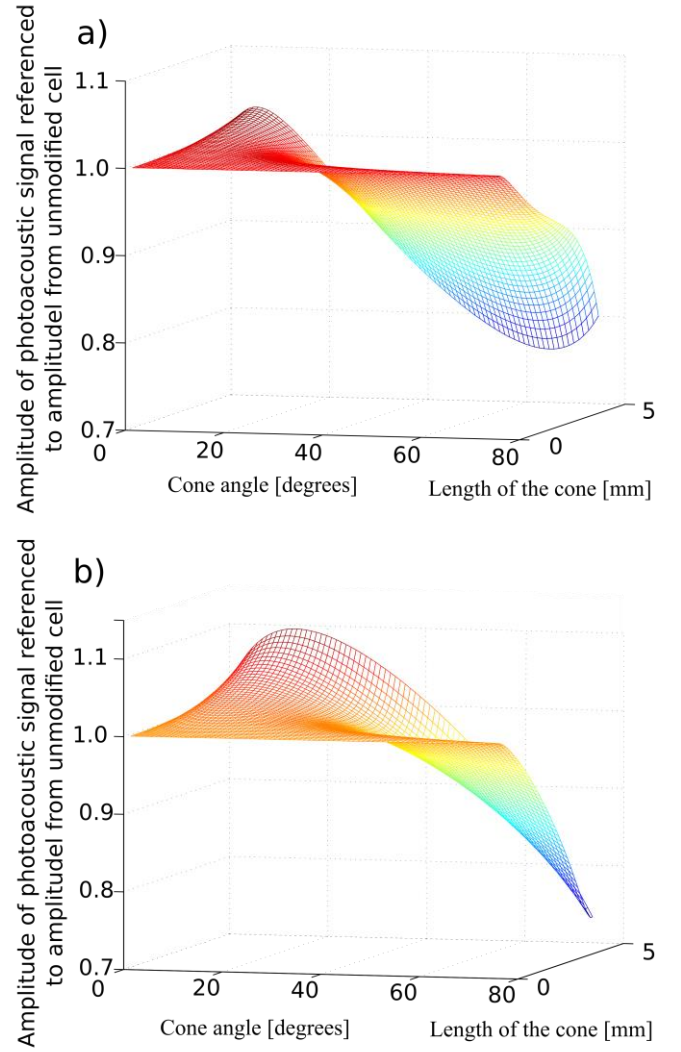 a)
Amplitude of photoacoustic signal referenced
to amplitudel from unmodified cell
1.1
1.0
0.9
0.8
0.7
0
20
40
60
80
0
5
Cone angle [degrees]
Length of the cone [mm]
b)
Amplitude of photoacoustic signal referenced
to amplitudel from unmodified cell
1.1
1.0
0.9
0.8
0.7
0
20
40
60
80
0
5
Cone angle [degrees]
Length of the cone [mm]